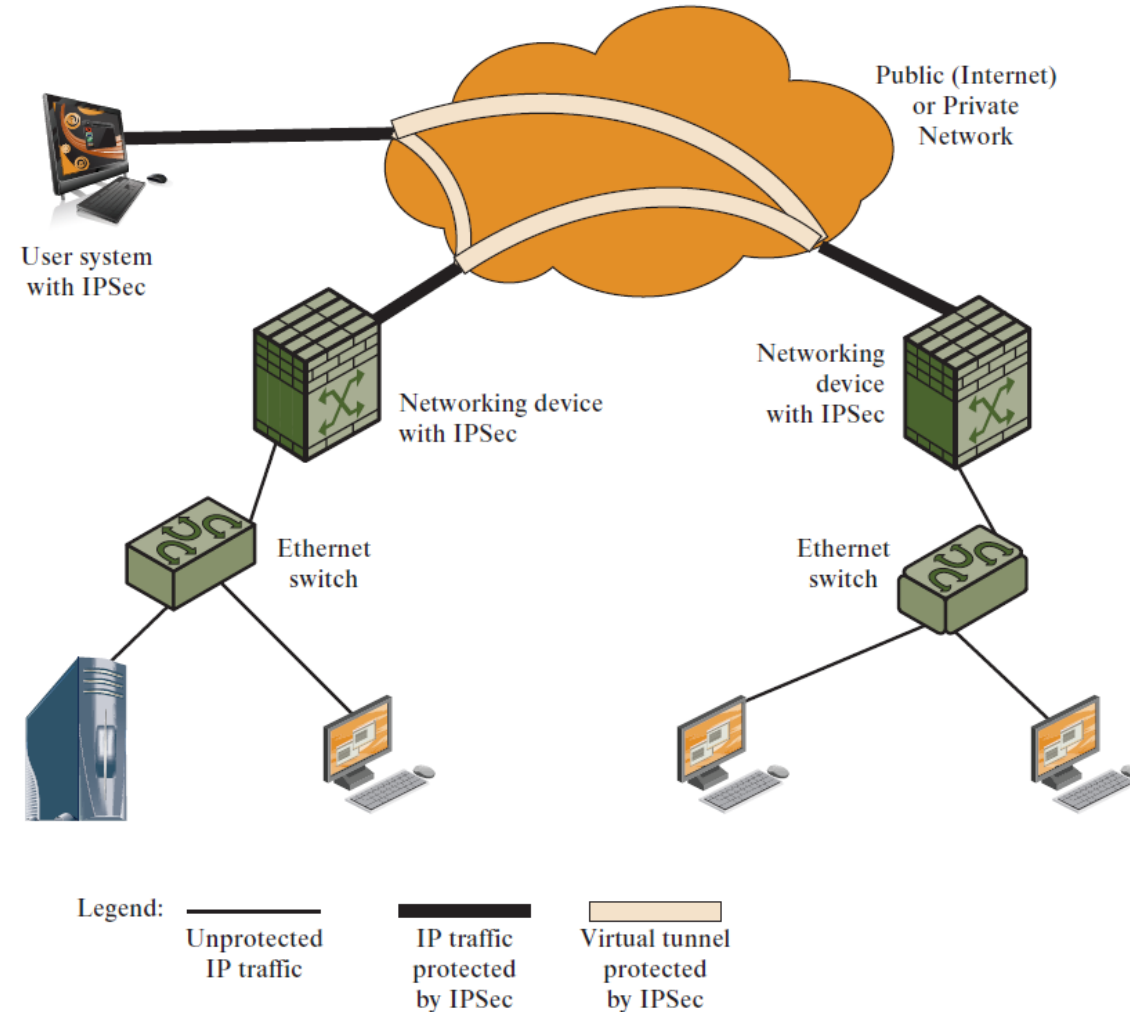 Public (Internet)
or Private
Network
User system
with IPSec
Networking device
with IPSec
Networking
device
with IPSec
Ethernet
switch
Ethernet
switch
Legend:
Unprotected
IP traffic
IP traffic
protected
by IPSec
Virtual tunnel
protected
by IPSec